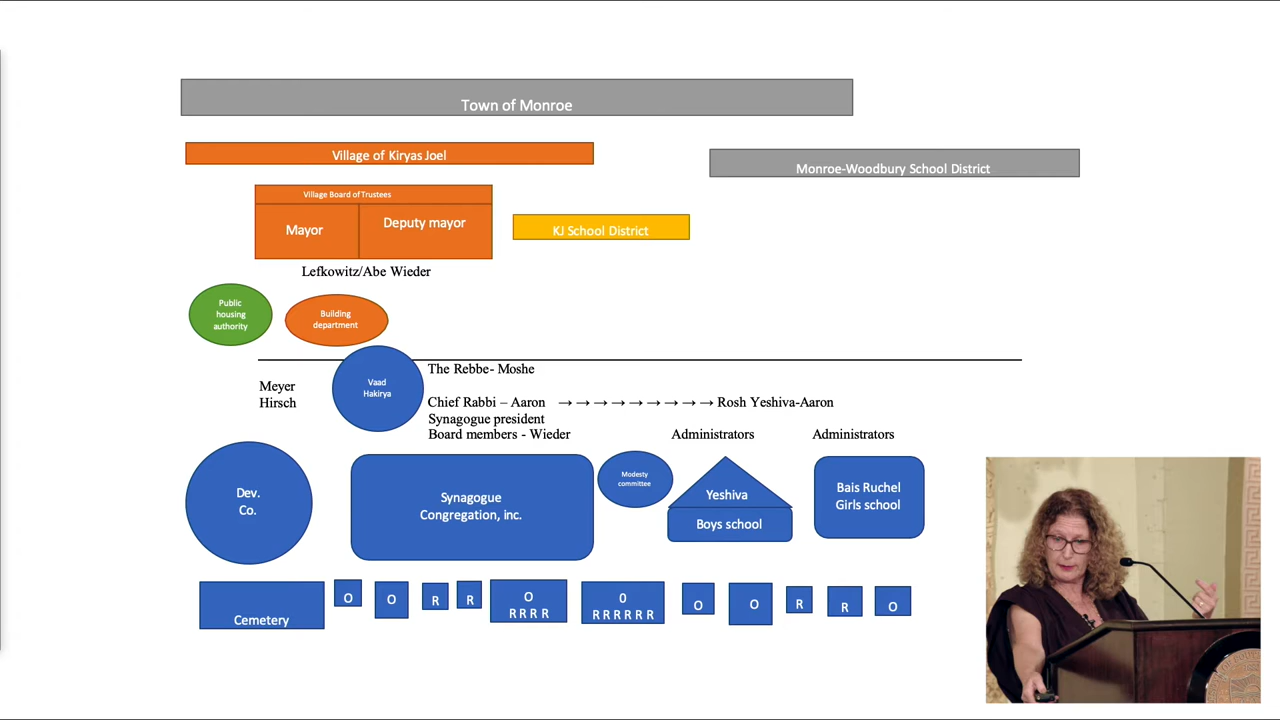 Town of Monroe
Village of Kiryas Joel
Monroe-Woodbury School District
Village Board of Trustees
Mayor
Deputy mayor
KJ School District
Lefkowitz/Abe Wieder
Public
housing
authority
Building
department
Meyer
Hirsch
Vaad
Hakirya
The Rebbe- Moshe
Chief Rabbi – Aaron → → → → → → → → → Rosh Yeshiva-Aaron
Synagogue president
Board members - Wieder
Administrators
Administrators
Dev.
Co.
Synagogue
Congregation, inc.
Modesty
committee
Yeshiva
Boys school
Bais Ruchel
Girls school
Cemetery
O
O
R
R
O
R R R R
0
R R R R R R
O
O
R
R
O